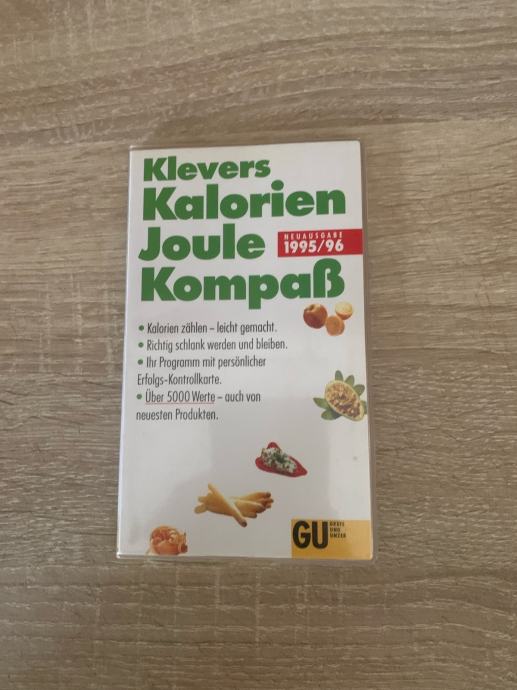 Klevers
Kalorien
Joule
NEUAUSGABE
1995/96
Kompaß
• Kalorien zählen – leicht gemacht.
• Richtig schlank werden und bleiben.
• Ihr Programm mit persönlicher
Erfolgs-Kontrollkarte.
• Über 5000 Werte – auch von
neuesten Produkten.
GU
GRÄFE
UND
UNZER